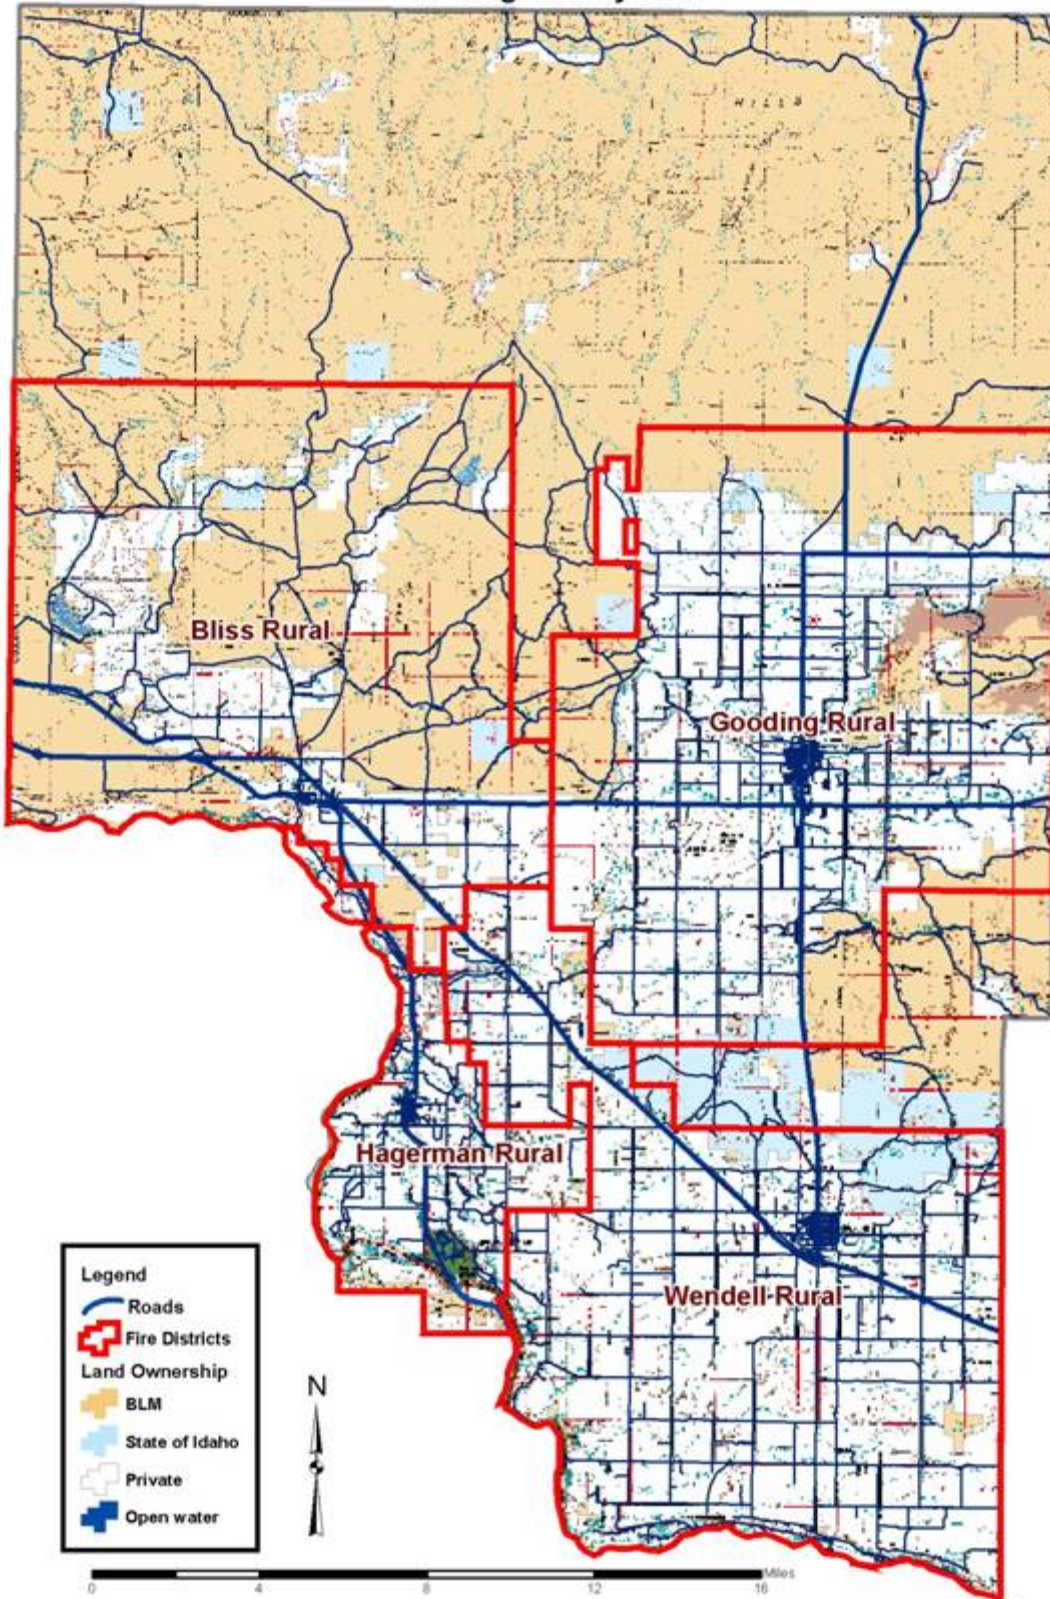 HILLS
Bliss Rural
Gooding Rural
Hagerman Rural
Wendell Rural
Legend
Roads
Fire Districts
Land Ownership
BLM
State of Idaho
Private
Open water
N
0 4 8 12 16 Miles